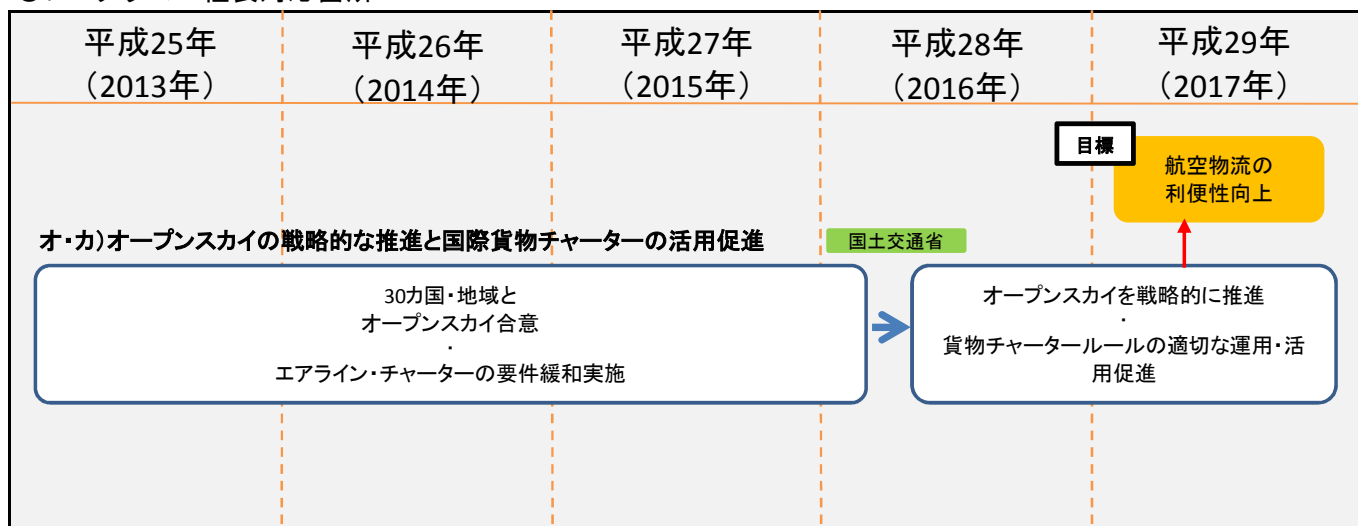 平成25年
（2013年）
平成26年
（2014年）
平成27年
（2015年）
平成28年
（2016年）
平成29年
（2017年）
目標
航空物流の
利便性向上
オ・カ）オープンスカイの戦略的な推進と国際貨物チャーターの活用促進
国土交通省
30カ国・地域と
オープンスカイ合意
・
エアライン・チャーターの要件緩和実施
オープンスカイを戦略的に推進
・
貨物チャータールールの適切な運用・活
用促進